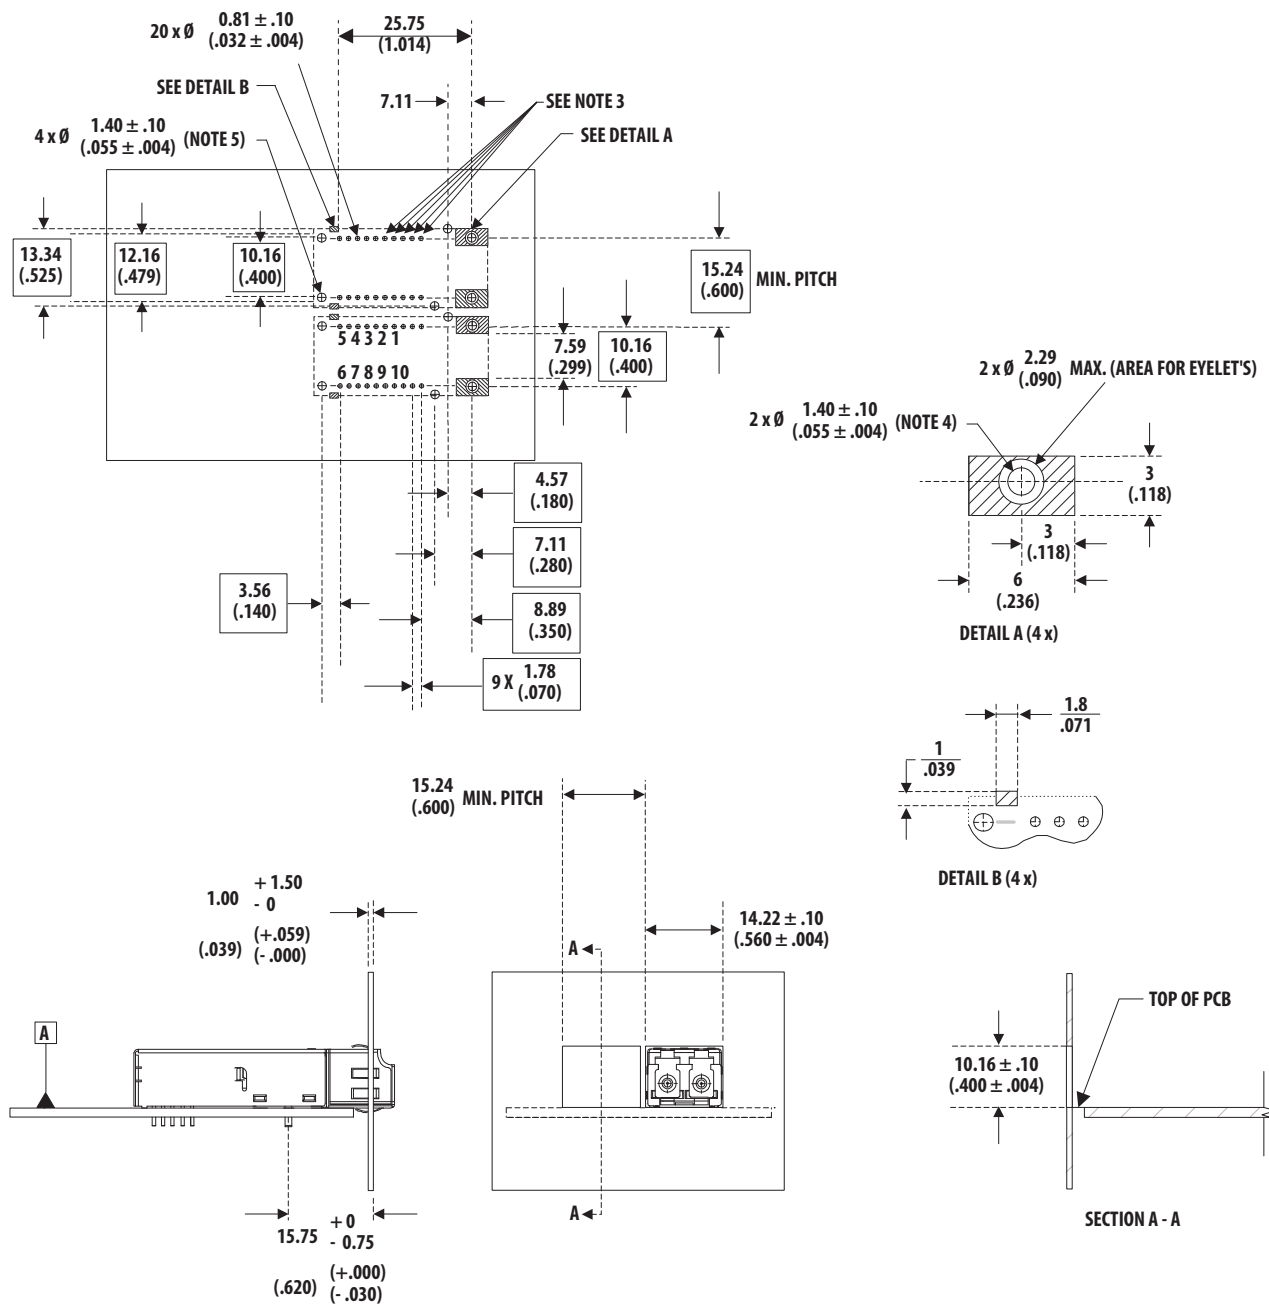 20 x Ø 0.81 ± .10
(.032 ± .004)
25.75
(1.014)
SEE DETAIL B
7.11
SEE NOTE 3
4 x Ø 1.40 ± .10 (NOTE 5)
(.055 ± .004)
SEE DETAIL A
13.34
(.525)
12.16
(.479)
10.16
(.400)
15.24
(.600) MIN. PITCH
5 4 3 2 1
6 7 8 9 10
7.59
(.299)
10.16
(.400)
2 x Ø 2.29 MAX. (AREA FOR EYELET'S)
(.090)
2 x Ø 1.40 ± .10 (NOTE 4)
(.055 ± .004)
3
(.118)
3
(.118)
6
(.236)
DETAIL A (4 x)
4.57
(.180)
7.11
(.280)
3.56
(.140)
8.89
(.350)
9 X 1.78
(.070)
1.8
.071
1
.039
DETAIL B (4 x)
15.24
(.600) MIN. PITCH
1.00 + 1.50
- 0
(.039) (+.059)
(- .000)
14.22 ± .10
(.560 ± .004)
A
A
TOP OF PCB
10.16 ± .10
(.400 ± .004)
A
15.75 + 0
- 0.75
(.620) (+.000)
(- .030)
SECTION A - A